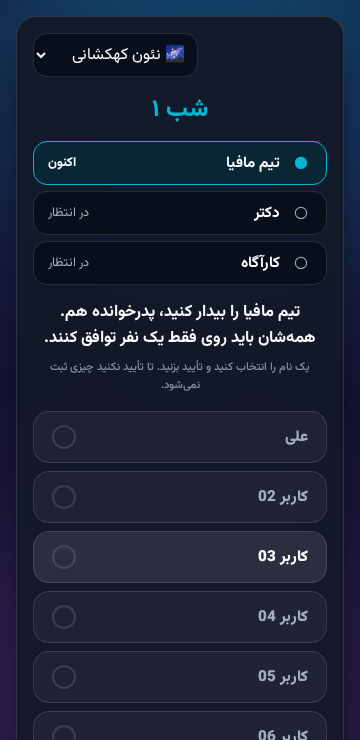 🌌 نئون کهکشانی
شب ۱
تیم مافیا
اکنون
دکتر
در انتظار
کارآگاه
در انتظار
تیم مافیا را بیدار کنید، پدرخوانده هم.
همه‌شان باید روی فقط یک نفر توافق کنند.
یک نام را انتخاب کنید و تأیید بزنید. تا تأیید نکنید چیزی ثبت
نمی‌شود.
علی
کاربر 02
کاربر 03
کاربر 04
کاربر 05
کاربر 06